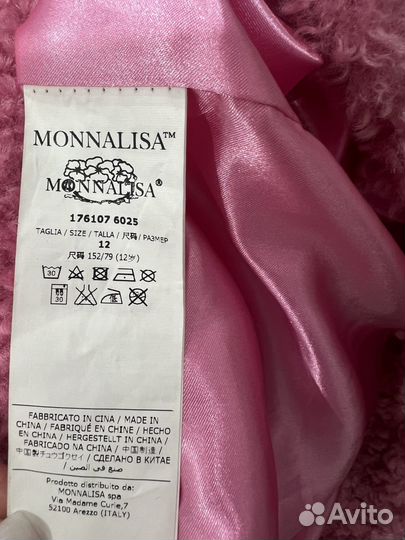 MONNALISA™
MONNALISA®
176107 6025
TAGLIA / SIZE / TALLA / 尺码 / РАЗМЕР
12
尺码 152/79 (12岁)
30
30
FABBRICATO IN CINA / MADE IN
CHINA / FABRIQUÉ EN CHINE / HECHO
EN CHINA / HERGESTELLT IN CHINA /
FABRICADO NA CHINA / 中国制造 /
中国製チュウゴクセイ / СДЕЛАНО В КИТАЕ
صنع في الصين /
Prodotto distribuito da:
MONNALISA spa
Via Madame Curie,7
52100 Arezzo (ITALY)
Avito